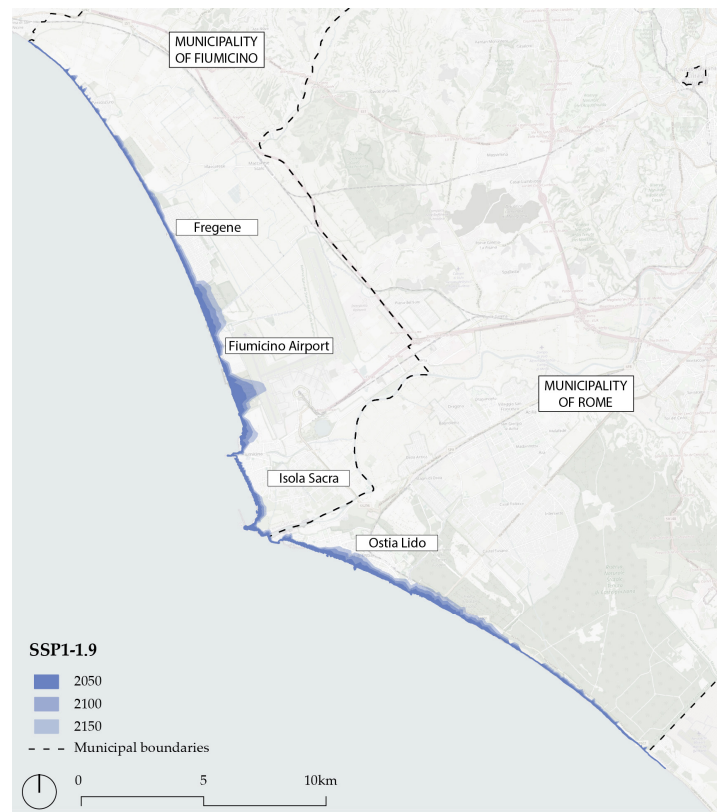 MUNICIPALITY
OF FIUMICINO
Fregene
Fiumicino Airport
MUNICIPALITY
OF ROME
Isola Sacra
Ostia Lido
SSP1-1.9
2050
2100
2150
Municipal boundaries
0 5 10km